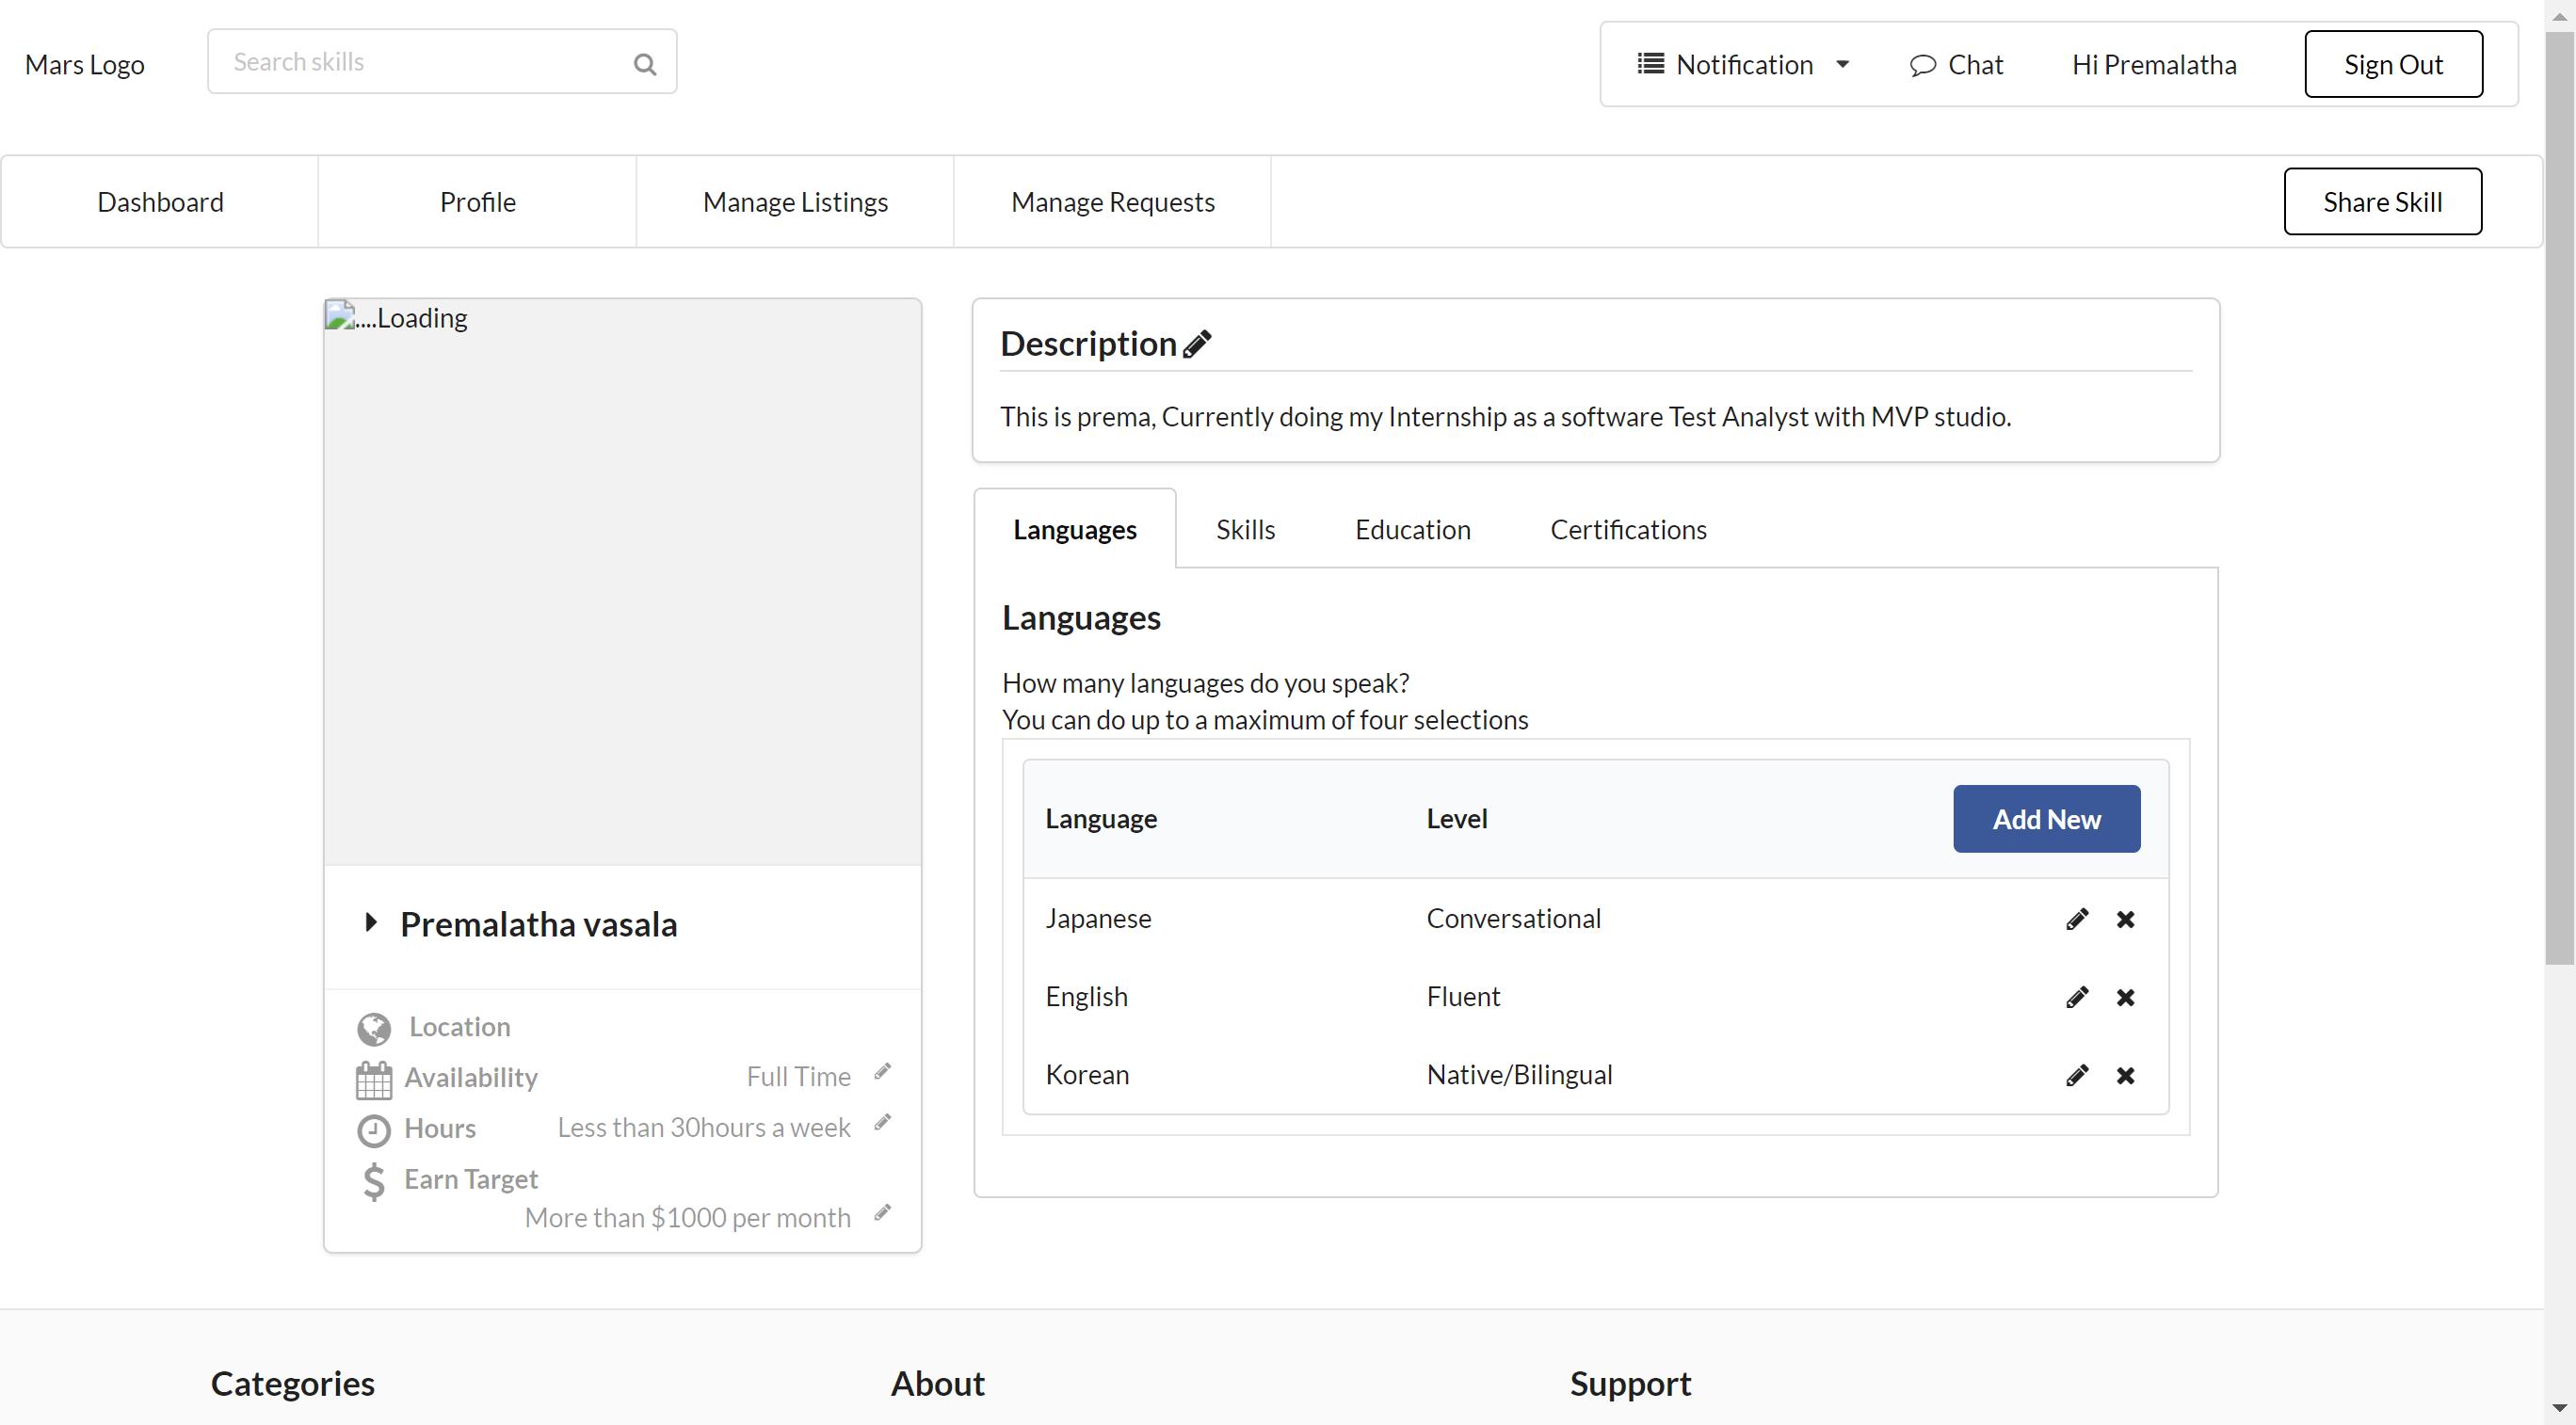 Mars Logo
Search skills
Notification
Chat
Hi Premalatha
Sign Out
Dashboard
Profile
Manage Listings
Manage Requests
Share Skill
....Loading
Premalatha vasala
Location
Availability Full Time
Hours Less than 30hours a week
Earn Target
More than $1000 per month
Description
This is prema, Currently doing my Internship as a software Test Analyst with MVP studio.
Languages
Skills
Education
Certifications
Languages
How many languages do you speak?
You can do up to a maximum of four selections
Language Level Add New
Japanese Conversational
English Fluent
Korean Native/Bilingual
Categories
About
Support